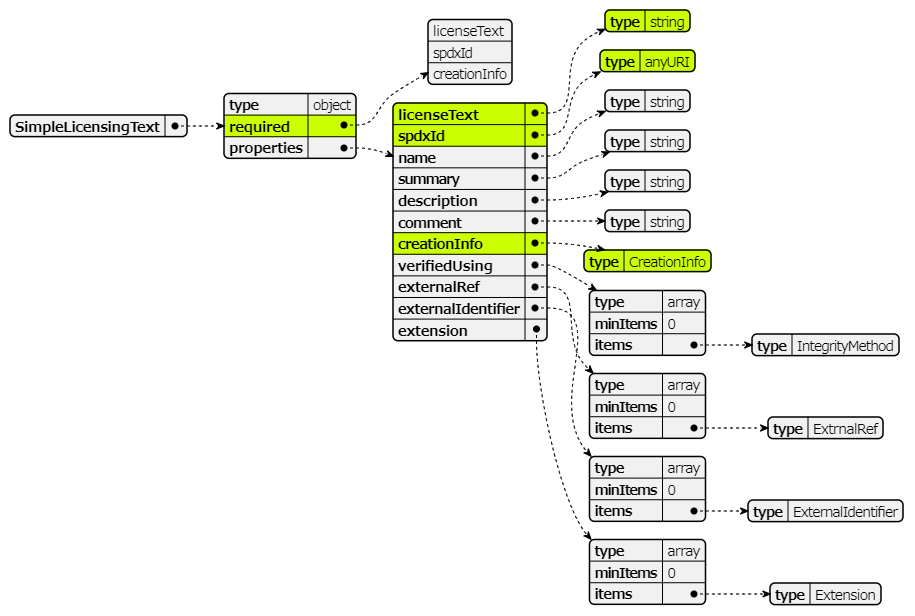 SimpleLicensingText
type object
required
properties
licenseText
spdxId
creationInfo
licenseText
spdxId
name
summary
description
comment
creationInfo
verifiedUsing
externalRef
externalIdentifier
extension
type string
type anyURI
type string
type string
type string
type string
type CreationInfo
type array
minItems 0
items
type IntegrityMethod
type array
minItems 0
items
type ExtrnalRef
type array
minItems 0
items
type ExternalIdentifier
type array
minItems 0
items
type Extension